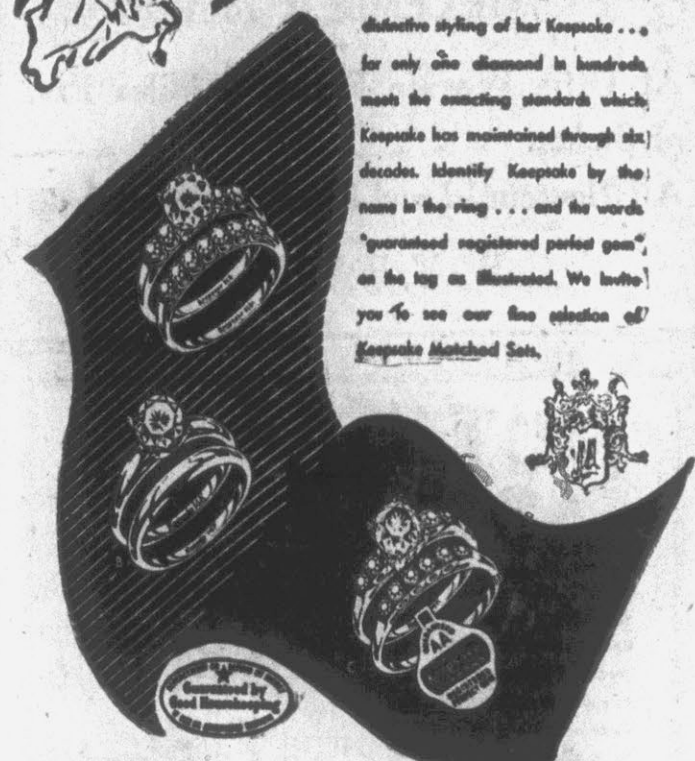 distinctive styling of her Keepsake . . .
for only one diamond in hundreds
meets the exacting standards which
Keepsake has maintained through six
decades. Identify Keepsake by the
name in the ring . . . and the words
"guaranteed registered perfect gem"
on the tag as illustrated. We invite
you to see our fine selection of
Keepsake Matched Sets.
B
C
Guaranteed by
Good Housekeeping